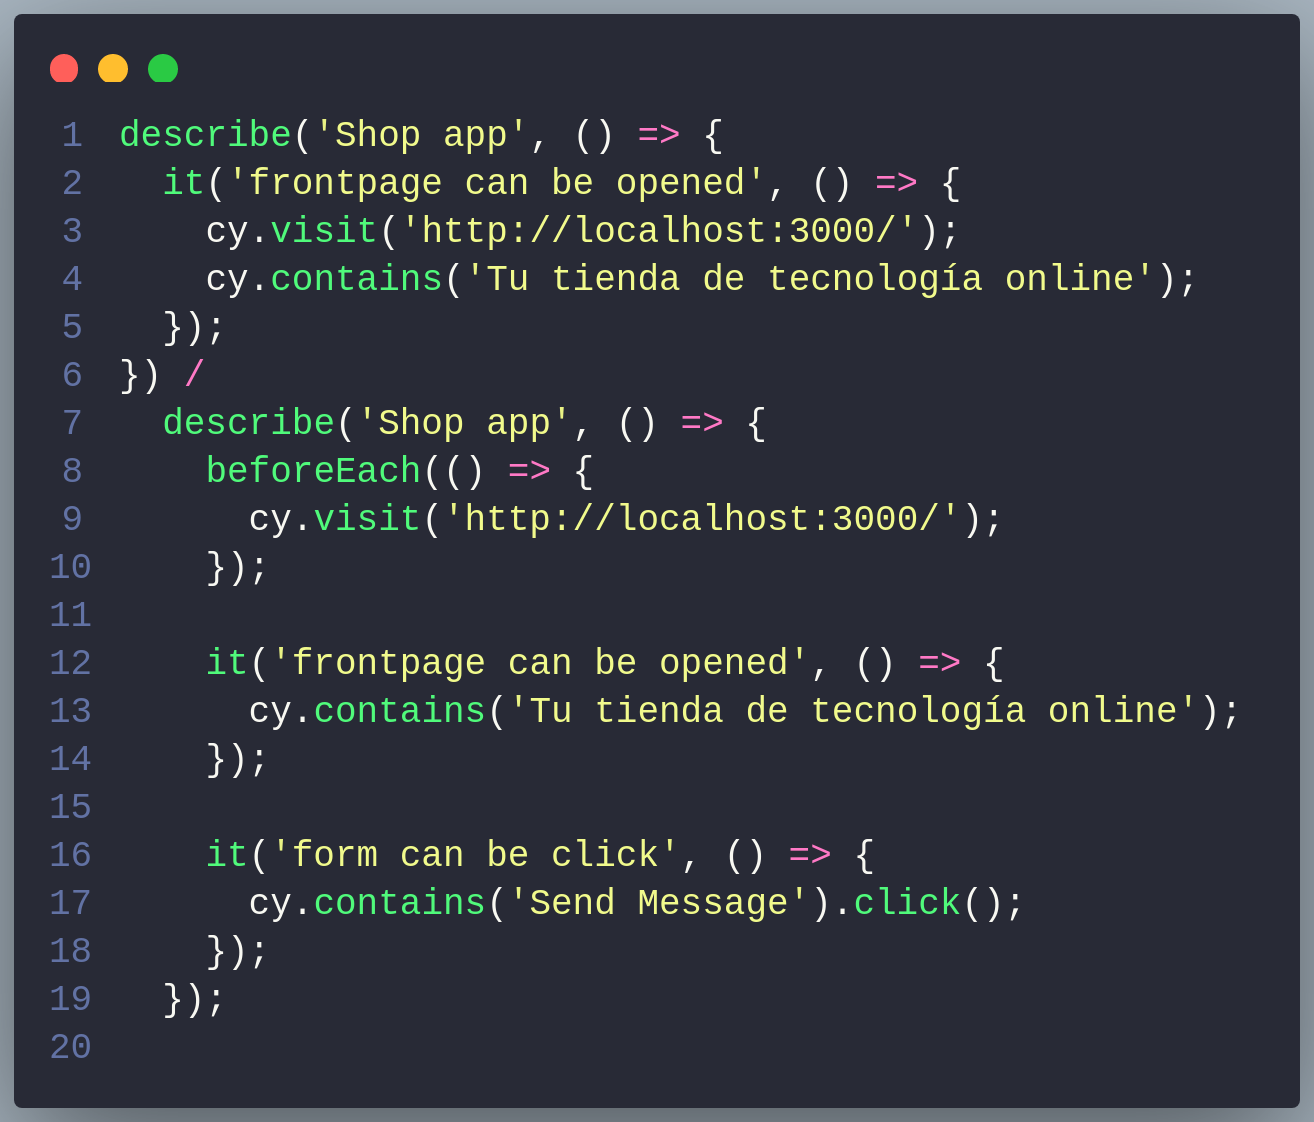 1 describe('Shop app', () => {
2   it('frontpage can be opened', () => {
3     cy.visit('http://localhost:3000/');
4     cy.contains('Tu tienda de tecnología online');
5   });
6 }) /
7   describe('Shop app', () => {
8     beforeEach(() => {
9       cy.visit('http://localhost:3000/');
10     });
11
12     it('frontpage can be opened', () => {
13       cy.contains('Tu tienda de tecnología online');
14     });
15
16     it('form can be click', () => {
17       cy.contains('Send Message').click();
18     });
19   });
20